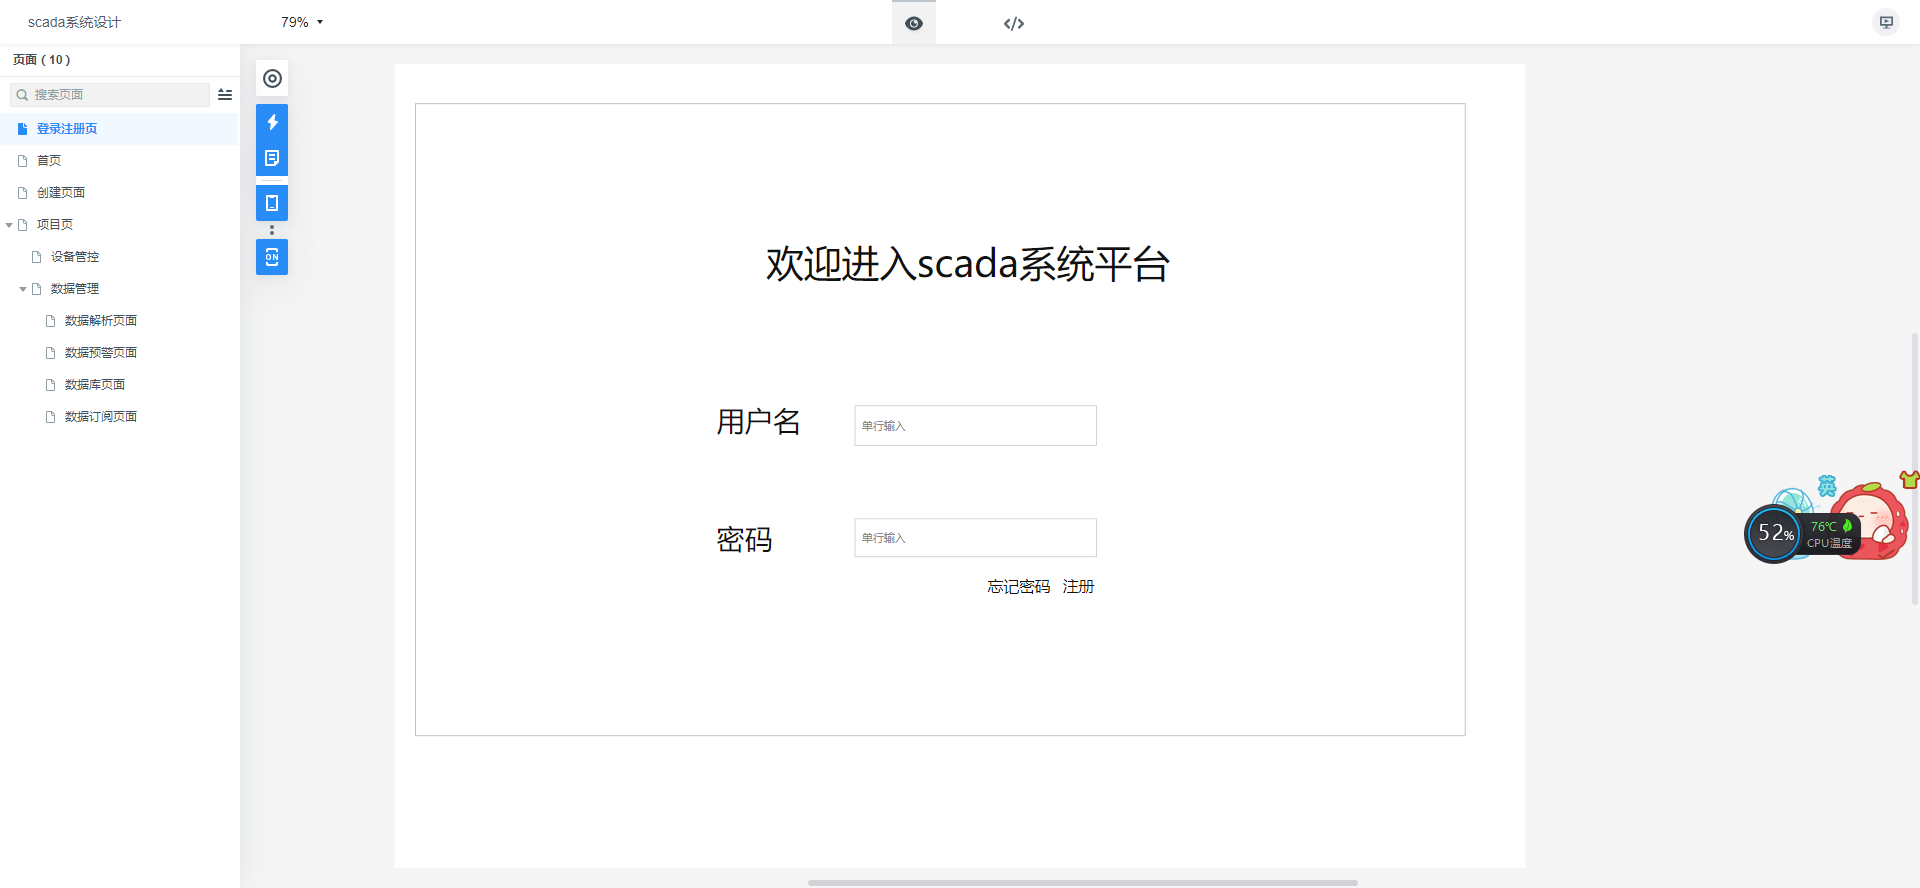 scada系统设计
79%
页面 ( 10 )
搜索页面
登录注册页
首页
创建页面
项目页
设备管控
数据管理
数据解析页面
数据预警页面
数据库页面
数据订阅页面
ON
欢迎进入scada系统平台
用户名
单行输入
密码
单行输入
忘记密码 注册
英
52%
76℃
CPU温度